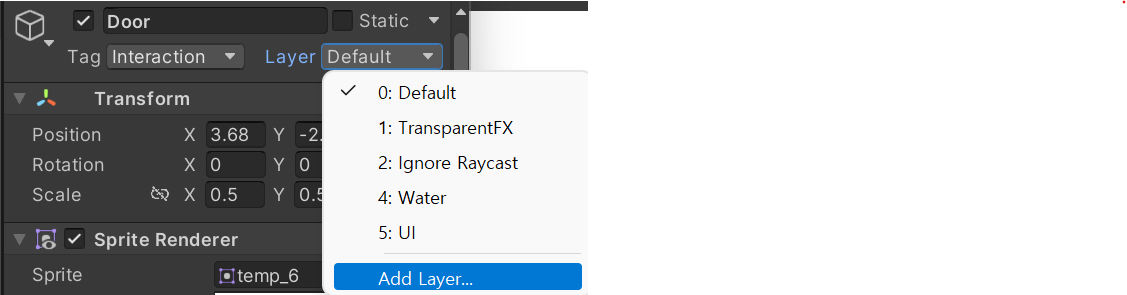 Door Static
Tag Interaction Layer Default
0: Default
Transform
Position X 3.68 Y -2.
1: TransparentFX
Rotation X 0 Y 0
2: Ignore Raycast
Scale X 0.5 Y 0.5
4: Water
5: UI
Sprite Renderer
Sprite temp_6
Add Layer...